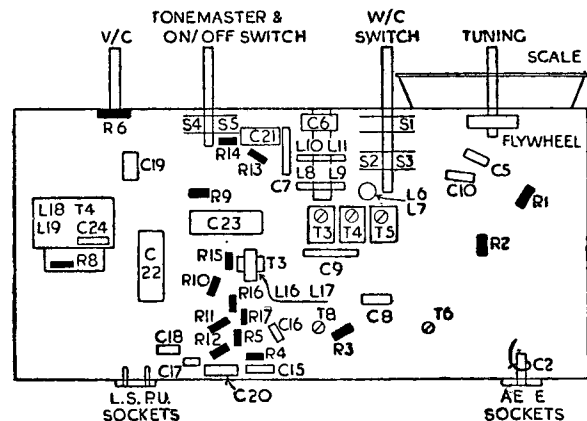 TONEMASTER &
V/C ON/OFF SWITCH W/C SWITCH TUNING
SCALE
R6
S4 S5
C21
C6
S1
FLYWHEEL
R14
R13
L10 L11
S2 S3
C19
C7
C5
C10
L8 L9
L6
L7
R9
R1
L18 T4
L19
C24
C23
T3 T4 T5
R2
R8
C22
R15
T3
C9
R10
L16 L17
R16
C8
R11
R17
C16
T8
T6
C18
R12
R5
R3
C17
R4
C15
C2
L.S. P.U.
SOCKETS
C20
AE E
SOCKETS